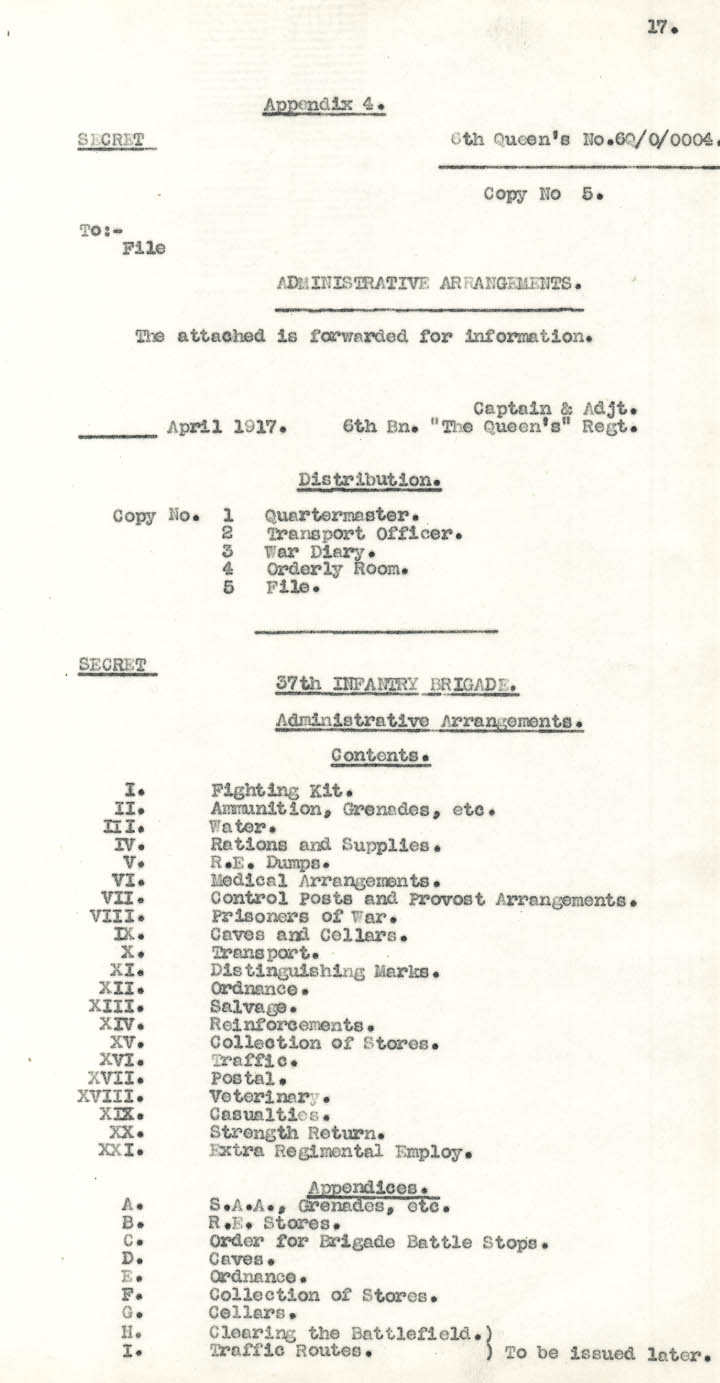 17.
Appendix 4.
SECRET 6th Queen's No.6Q/0/0004.
Copy No 5.
To:-
File
ADMINISTRATIVE ARRANGEMENTS.
The attached is forwarded for information.
Captain & Adjt.
______ April 1917. 6th Bn. "The Queen's" Regt.
Distribution.
Copy No. 1 Quartermaster.
2 Transport Officer.
3 War Diary.
4 Orderly Room.
5 File.
SECRET
37th INFANTRY BRIGADE.
Administrative Arrangements.
Contents.
I. Fighting Kit.
II. Ammunition, Grenades, etc.
III. Water.
IV. Rations and Supplies.
V. R.E. Dumps.
VI. Medical Arrangements.
VII. Control Posts and Provost Arrangements.
VIII. Prisoners of War.
IX. Caves and Cellars.
X. Transport.
XI. Distinguishing Marks.
XII. Ordnance.
XIII. Salvage.
XIV. Reinforcements.
XV. Collection of Stores.
XVI. Traffic.
XVII. Postal.
XVIII. Veterinary.
XIX. Casualties.
XX. Strength Return.
XXI. Extra Regimental Employ.
Appendices.
A. S.A.A., Grenades, etc.
B. R.E. Stores.
C. Order for Brigade Battle Stops.
D. Caves.
E. Ordnance.
F. Collection of Stores.
G. Cellars.
H. Clearing the Battlefield.)
I. Traffic Routes. ) To be issued later.